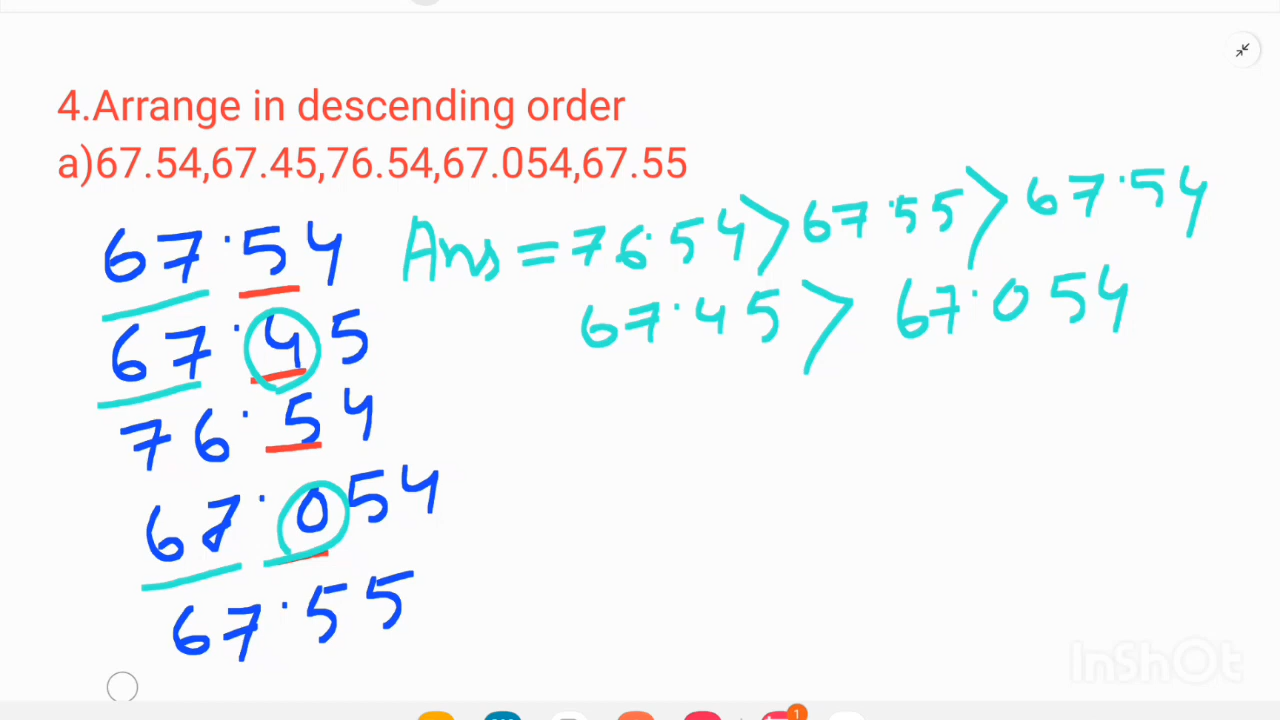 4.Arrange in descending order
a)67.54,67.45,76.54,67.054,67.55
67.54
67.45
76.54
67.054
67.55
Ans = 76.54 > 67.55 > 67.54
67.45 > 67.054
InShOt
1